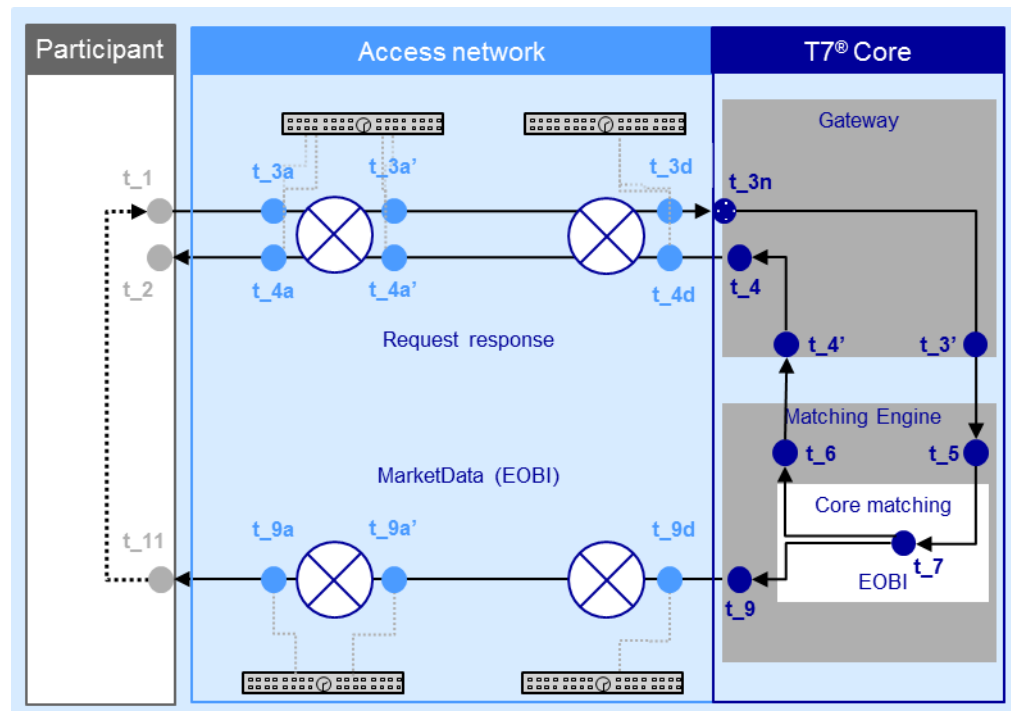 Participant
Access network
T7® Core
Gateway
t_1
t_3a
t_3a’
t_3d
t_3n
t_2
t_4a
t_4a’
t_4d
t_4
Request response
t_4’
t_3’
Matching Engine
t_6
t_5
MarketData (EOBI)
Core matching
t_11
t_9a
t_9a’
t_9d
t_7
EOBI
t_9